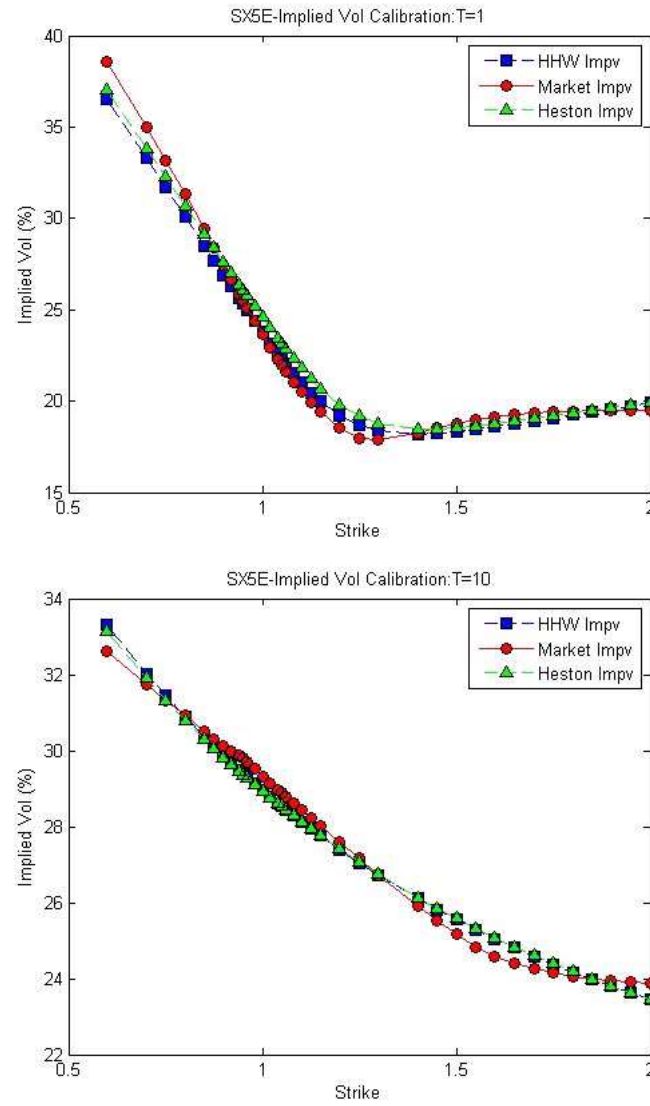 SX5E-Implied Vol Calibration:T=1
40
35
30
25
20
15
Implied Vol (%)
HHW Impv
Market Impv
Heston Impv
0.5
1
1.5
2
Strike
SX5E-Implied Vol Calibration:T=10
34
32
30
28
26
24
22
Implied Vol (%)
HHW Impv
Market Impv
Heston Impv
0.5
1
1.5
2
Strike